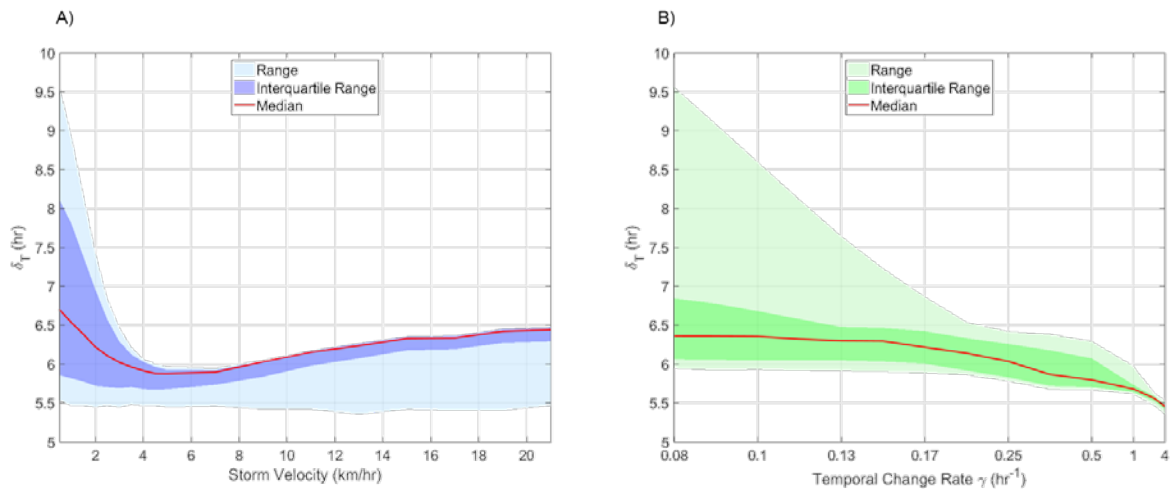 A)
10
9.5
9
8.5
8
7.5
7
6.5
6
5.5
5
δT (hr)
Range
Interquartile Range
Median
2 4 6 8 10 12 14 16 18 20
Storm Velocity (km/hr)
B)
10
9.5
9
8.5
8
7.5
7
6.5
6
5.5
5
δT (hr)
Range
Interquartile Range
Median
0.08 0.1 0.13 0.17 0.25 0.5 1 4
Temporal Change Rate γ (hr⁻¹)